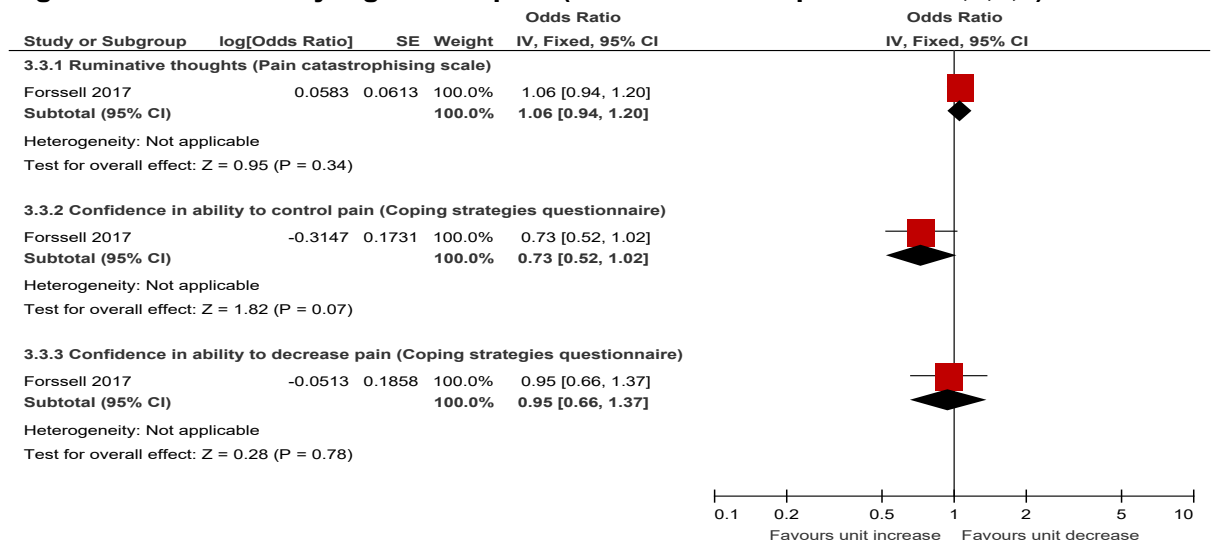 Odds Ratio Odds Ratio
Study or Subgroup log[Odds Ratio] SE Weight IV, Fixed, 95% CI IV, Fixed, 95% CI
3.3.1 Ruminative thoughts (Pain catastrophising scale)
Forssell 2017 0.0583 0.0613 100.0% 1.06 [0.94, 1.20]
Subtotal (95% CI) 100.0% 1.06 [0.94, 1.20]
Heterogeneity: Not applicable
Test for overall effect: Z = 0.95 (P = 0.34)
3.3.2 Confidence in ability to control pain (Coping strategies questionnaire)
Forssell 2017 -0.3147 0.1731 100.0% 0.73 [0.52, 1.02]
Subtotal (95% CI) 100.0% 0.73 [0.52, 1.02]
Heterogeneity: Not applicable
Test for overall effect: Z = 1.82 (P = 0.07)
3.3.3 Confidence in ability to decrease pain (Coping strategies questionnaire)
Forssell 2017 -0.0513 0.1858 100.0% 0.95 [0.66, 1.37]
Subtotal (95% CI) 100.0% 0.95 [0.66, 1.37]
Heterogeneity: Not applicable
Test for overall effect: Z = 0.28 (P = 0.78)
0.1 0.2 0.5 1 2 5 10
Favours unit increase Favours unit decrease